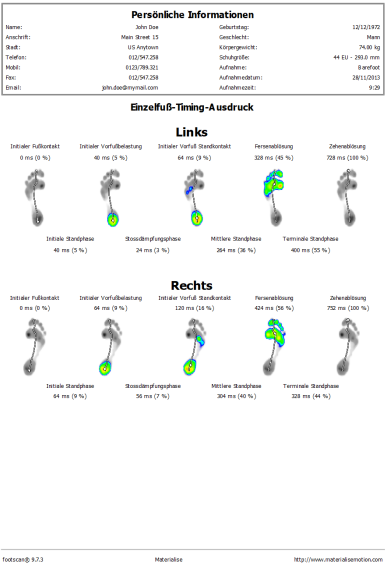 Persönliche Informationen
Name: John Doe Geburtstag: 12/12/1972
Anschrift: Main Street 15 Geschlecht: Mann
Stadt: US Anytown Körpergewicht: 74.00 kg
Telefon: 012/547.258 Schuhgröße: 44 EU - 293.0 mm
Mobil: 0123/789.321 Aufnahme: Barefoot
Fax: 012/547.258 Aufnahmedatum: 28/11/2013
Email: john.doe@mymail.com Aufnahmezeit: 9:29
Einzelfuß-Timing-Ausdruck
Links
Initialer Fußkontakt Initialer Vorfußbelastung Initialer Vorfuß Standkontakt Fersenablösung Zehenablösung
0 ms (0 %) 40 ms (5 %) 64 ms (9 %) 328 ms (45 %) 728 ms (100 %)
Initiale Standphase Stossdämpfungsphase Mittlere Standphase Terminale Standphase
40 ms (5 %) 24 ms (3 %) 264 ms (36 %) 400 ms (55 %)
Rechts
Initialer Fußkontakt Initialer Vorfußbelastung Initialer Vorfuß Standkontakt Fersenablösung Zehenablösung
0 ms (0 %) 64 ms (9 %) 120 ms (16 %) 424 ms (56 %) 752 ms (100 %)
Initiale Standphase Stossdämpfungsphase Mittlere Standphase Terminale Standphase
64 ms (9 %) 56 ms (7 %) 304 ms (40 %) 328 ms (44 %)
footscan® 9.7.3 Materialise http://www.materialisemotion.com/